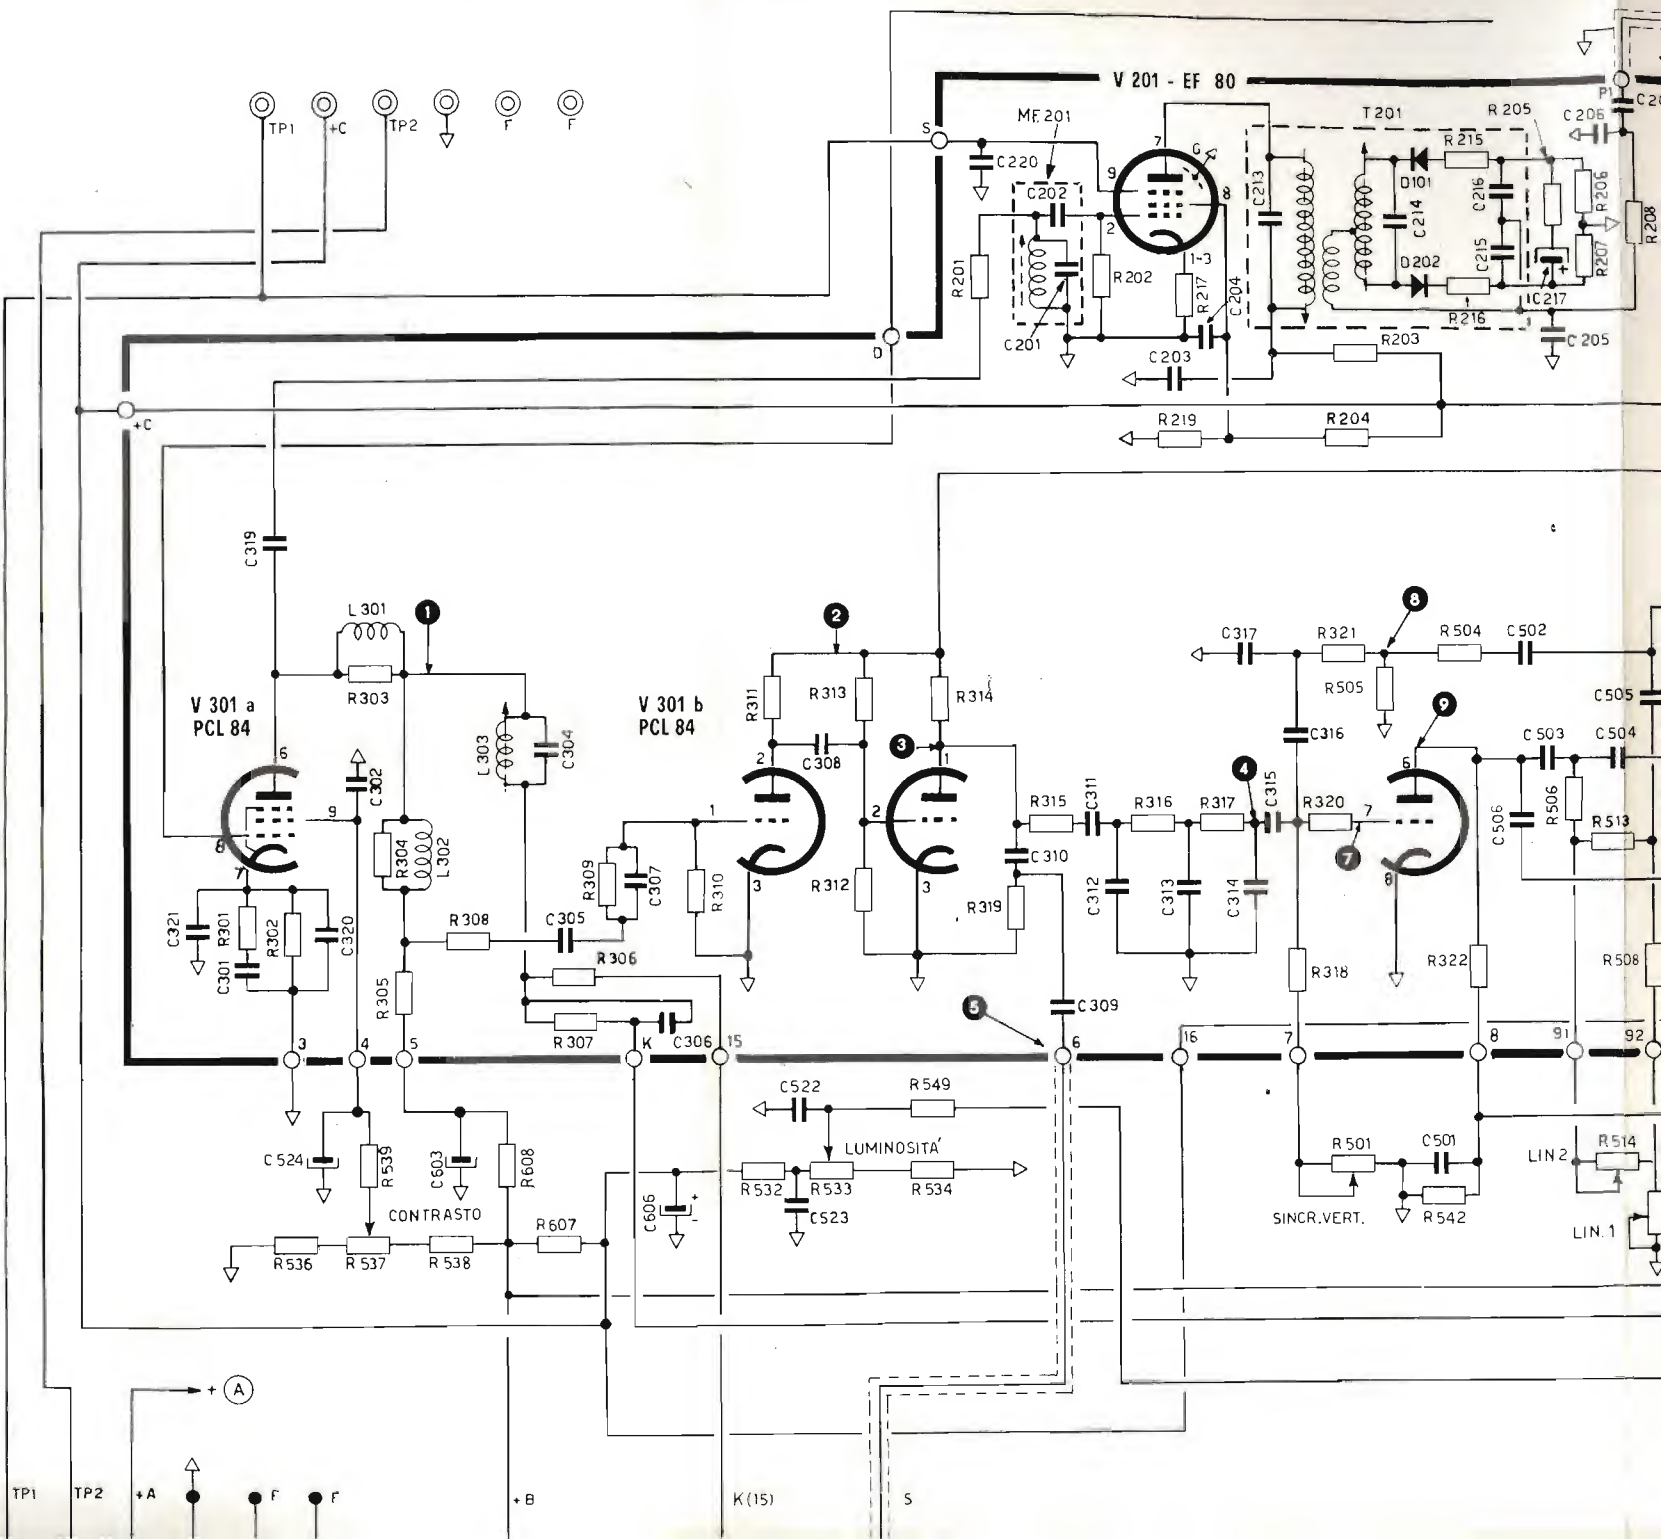 TP1
+C
TP2
F
F
V 201 - EF 80
P1
C 206
S
C 220
MF 201
C202
7
G
9
8
2
1-3
R201
C201
R202
R217
C204
C213
T201
R 205
R215
D101
C214
C216
C215
D202
R216
C217
+
R206
R207
R208
C205
D
C203
R203
R219
R204
+C
C319
L 301
1
R303
V 301 a
PCL 84
6
9
8
7
C302
L303
C304
R304
L302
C321
R301
R302
C320
C301
R305
R308
C305
R306
R307
C306
V 301 b
PCL 84
R311
2
R313
R314
C308
3
2
1
1
2
R309
C307
R310
3
R312
3
R315
C311
R316
R317
4
C315
C310
R319
C312
C313
C314
C309
5
C317
R321
8
R504
C502
R505
C316
9
C505
C503
C504
6
R320
7
7
8
C506
R506
R513
R318
R322
R508
3
4
5
K
15
6
16
7
8
91
92
C 524
R539
C603
R608
C522
R549
LUMINOSITA'
R532
R533
R534
C523
C606
+
-
CONTRASTO
R607
R536
R537
R538
R501
C501
SINCR.VERT.
R542
LIN2
R514
LIN.1
+ A
TP1
TP2
+A
F
F
+B
K(15)
S